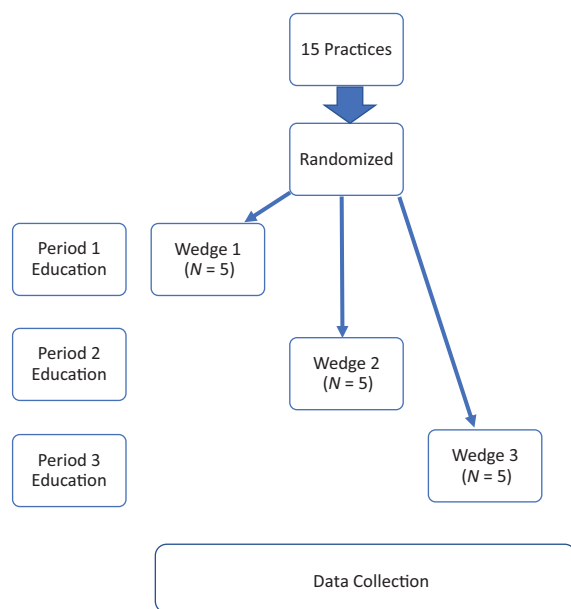 15 Practices
Randomized
Period 1
Education
Wedge 1
(N = 5)
Period 2
Education
Wedge 2
(N = 5)
Period 3
Education
Wedge 3
(N = 5)
Data Collection